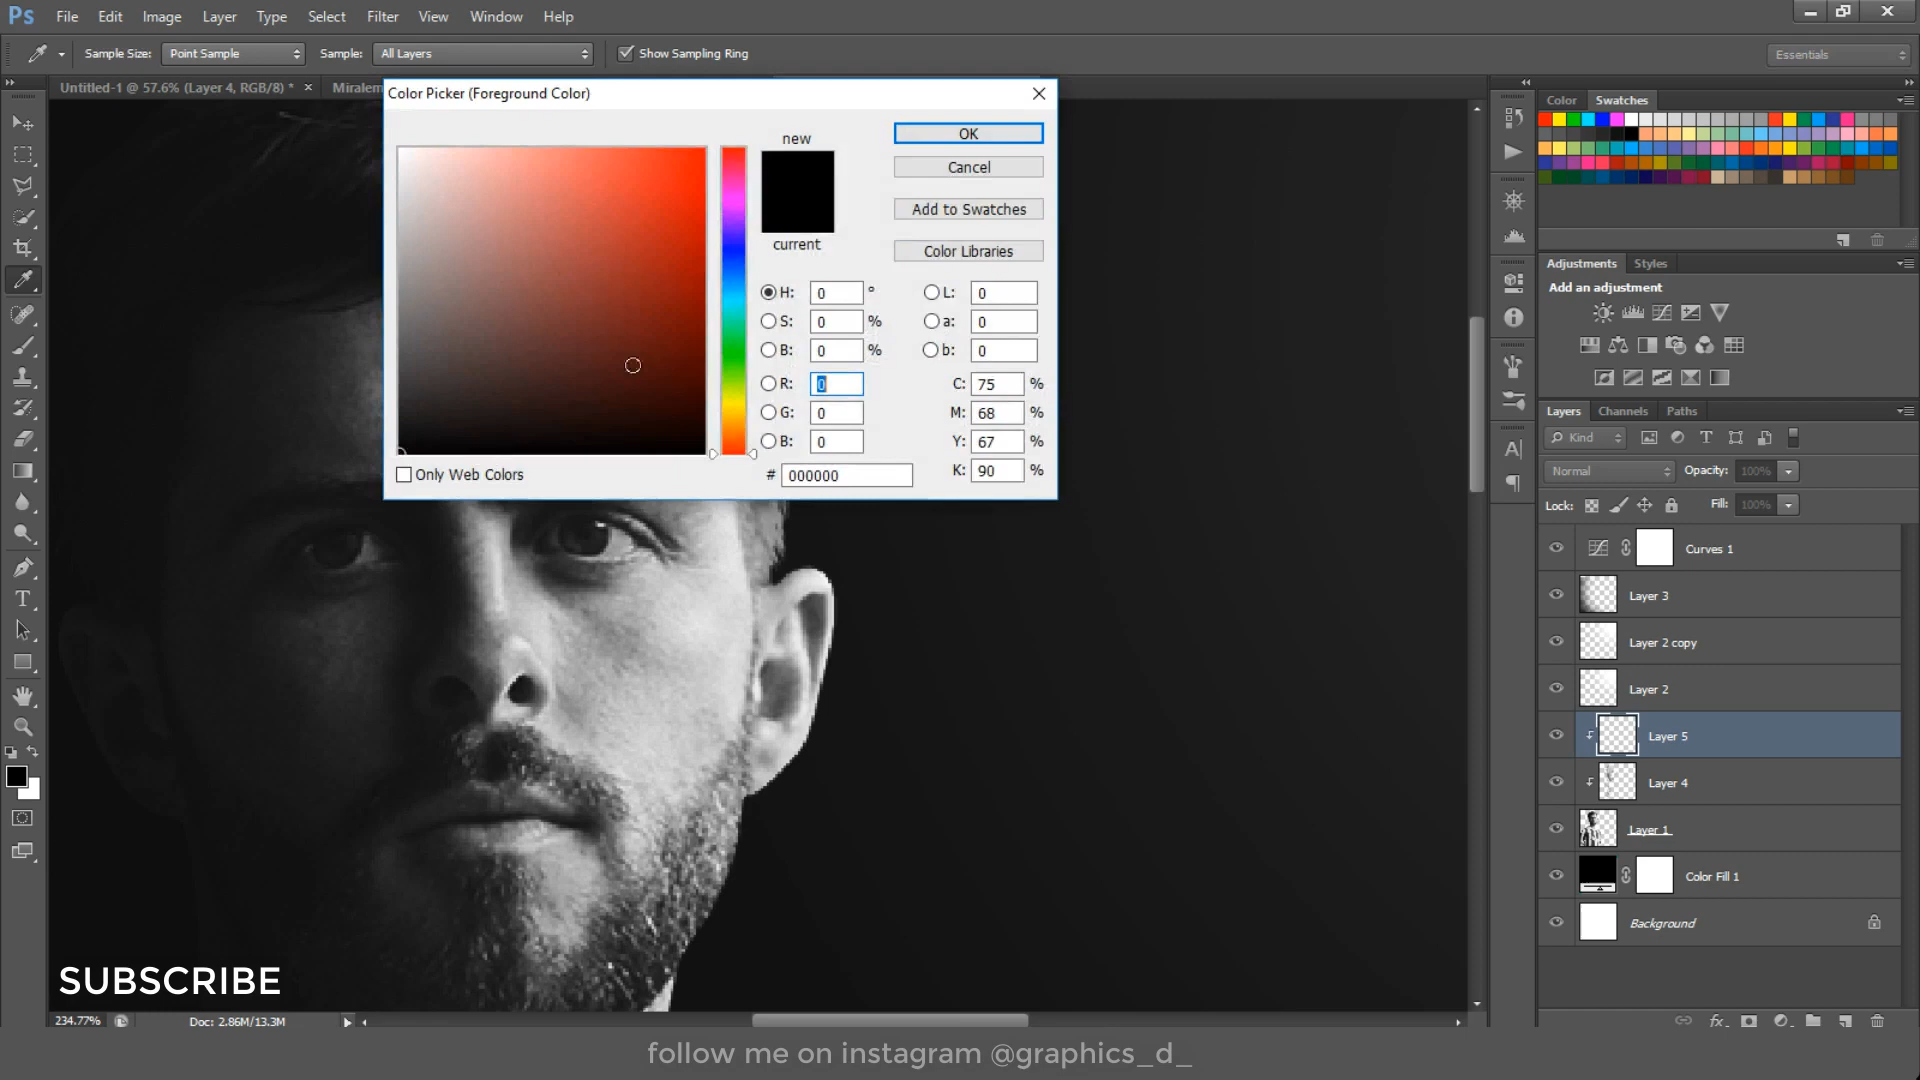 Ps File Edit Image Layer Type Select Filter View Window Help
Sample Size: Point Sample Sample: All Layers Show Sampling Ring Essentials
Untitled-1 @ 57.6% (Layer 4, RGB/8) * × Miralem
Color Picker (Foreground Color)
new
current
OK
Cancel
Add to Swatches
Color Libraries
H: 0 ° L: 0
S: 0 % a: 0
B: 0 % b: 0
R: 0 C: 75 %
G: 0 M: 68 %
B: 0 Y: 67 %
# 000000 K: 90 %
Only Web Colors
Color Swatches
Adjustments Styles
Add an adjustment
Layers Channels Paths
Kind
Normal Opacity: 100%
Lock: Fill: 100%
Curves 1
Layer 3
Layer 2 copy
Layer 2
Layer 5
Layer 4
Layer 1
Color Fill 1
Background
SUBSCRIBE
234.77% Doc: 2.86M/13.3M
follow me on instagram @graphics_d_